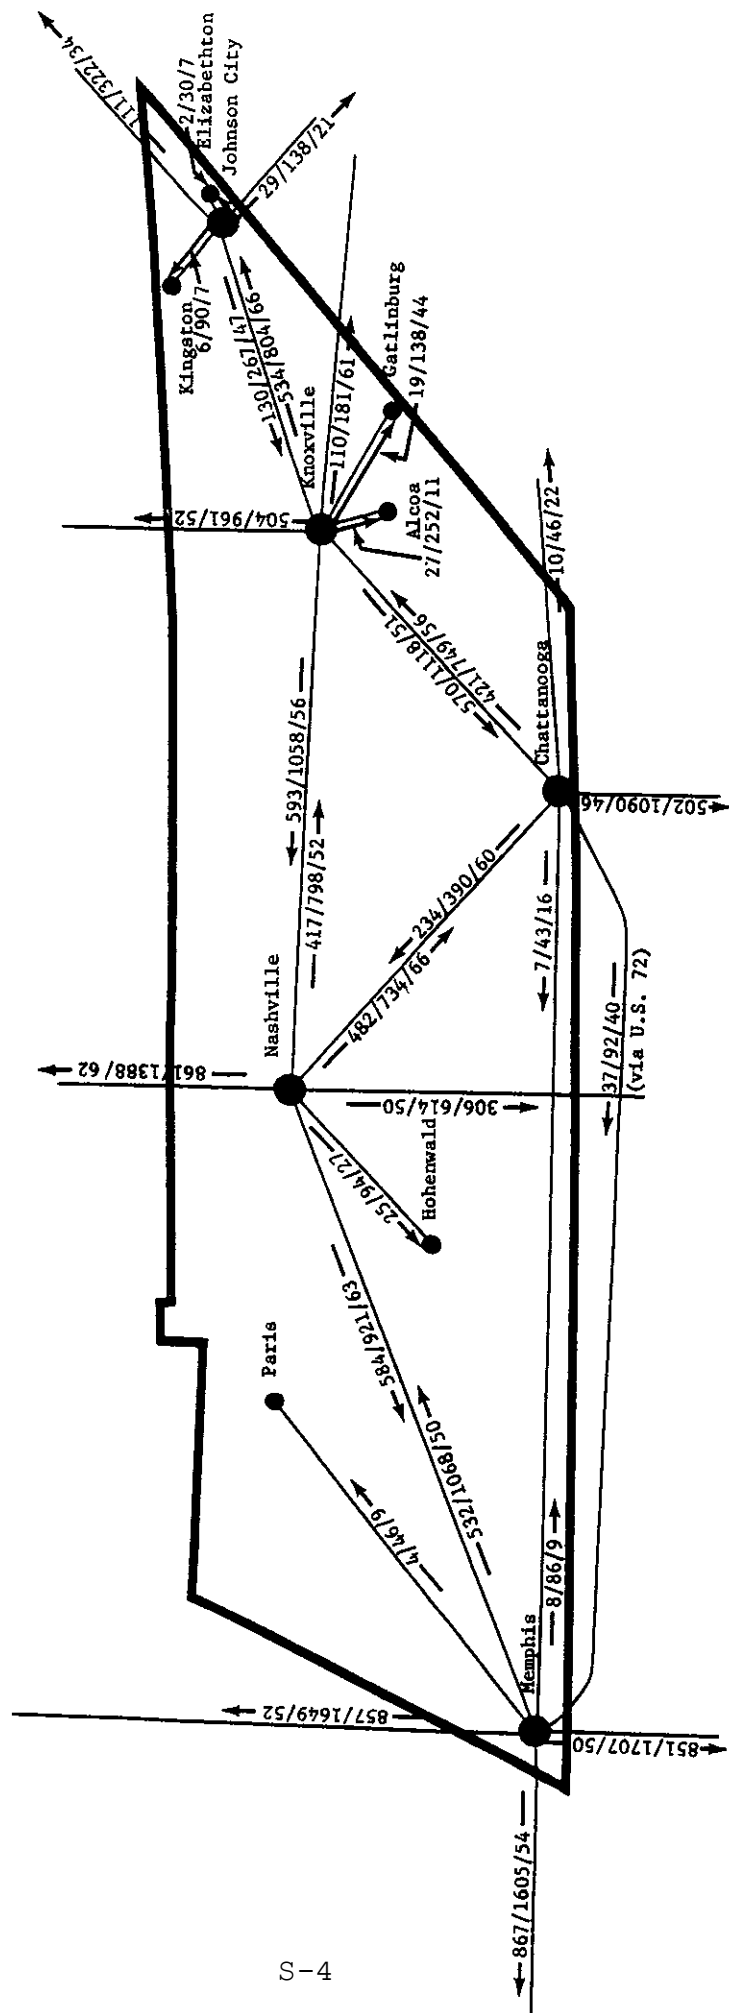 111/322/34
2/30/7
Elizabethton
Johnson City
29/138/21
Kingston
6/90/7
130/267/47
534/804/66
Knoxville
110/181/61
Gatlinburg
19/138/44
504/961/52
Alcoa
27/252/11
10/46/22
570/1118/51
421/749/56
Chattanooga
502/1090/46
593/1058/56
417/798/52
234/390/60
482/734/66
7/43/16
Nashville
37/92/40
(via U.S. 72)
861/1388/62
306/614/50
25/94/27
Hohenwald
584/921/63
Paris
532/1068/50
4/46/9
8/86/9
Memphis
857/1649/52
851/1707/50
867/1605/54
S-4